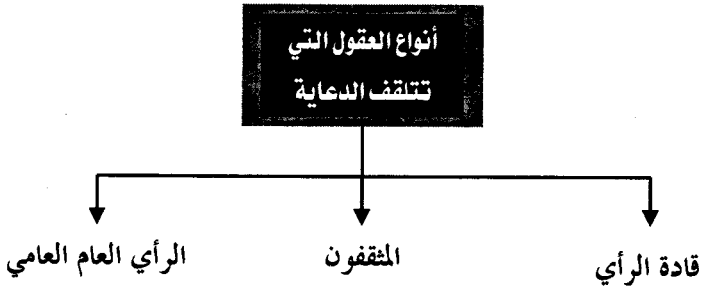 أنواع العقول التي
تتلقف الدعاية
قادة الرأي
المثقفون
الرأي العام العامي